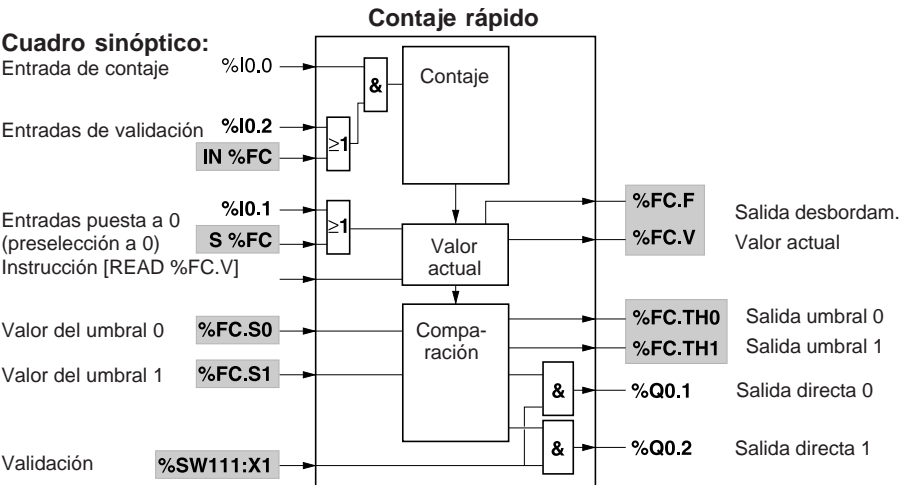 Contaje rápido
Cuadro sinóptico:
Entrada de contaje %I0.0
&
Contaje
Entradas de validación %I0.2
IN %FC
≥1
Entradas puesta a 0 %I0.1
(preselección a 0) S %FC
≥1
Instrucción [READ %FC.V]
Valor
actual
%FC.F Salida desbordam.
%FC.V Valor actual
Valor del umbral 0 %FC.S0
Valor del umbral 1 %FC.S1
Compa-
ración
%FC.TH0 Salida umbral 0
%FC.TH1 Salida umbral 1
& %Q0.1 Salida directa 0
& %Q0.2 Salida directa 1
Validación %SW111:X1